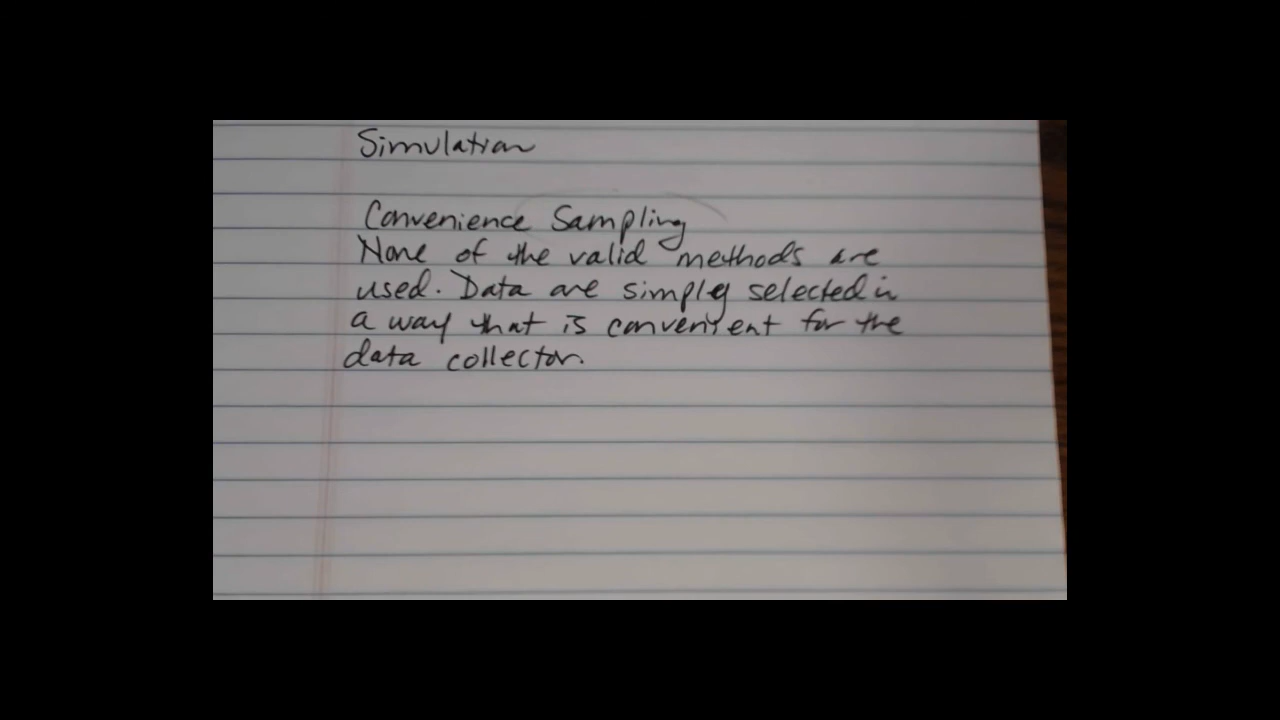 Simulation
Convenience Sampling
None of the valid methods are
used. Data are simply selected in
a way that is convenient for the
data collector.